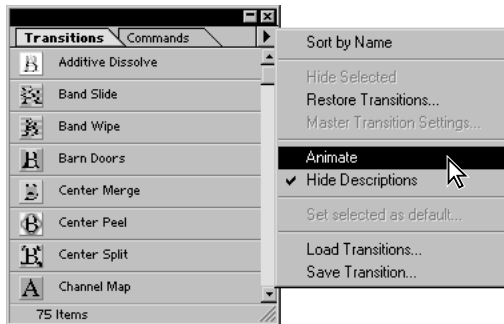 Transitions Commands
Additive Dissolve
Band Slide
Band Wipe
Barn Doors
Center Merge
Center Peel
Center Split
Channel Map
75 Items
Sort by Name
Hide Selected
Restore Transitions...
Master Transition Settings...
Animate
✓ Hide Descriptions
Set selected as default...
Load Transitions...
Save Transition...